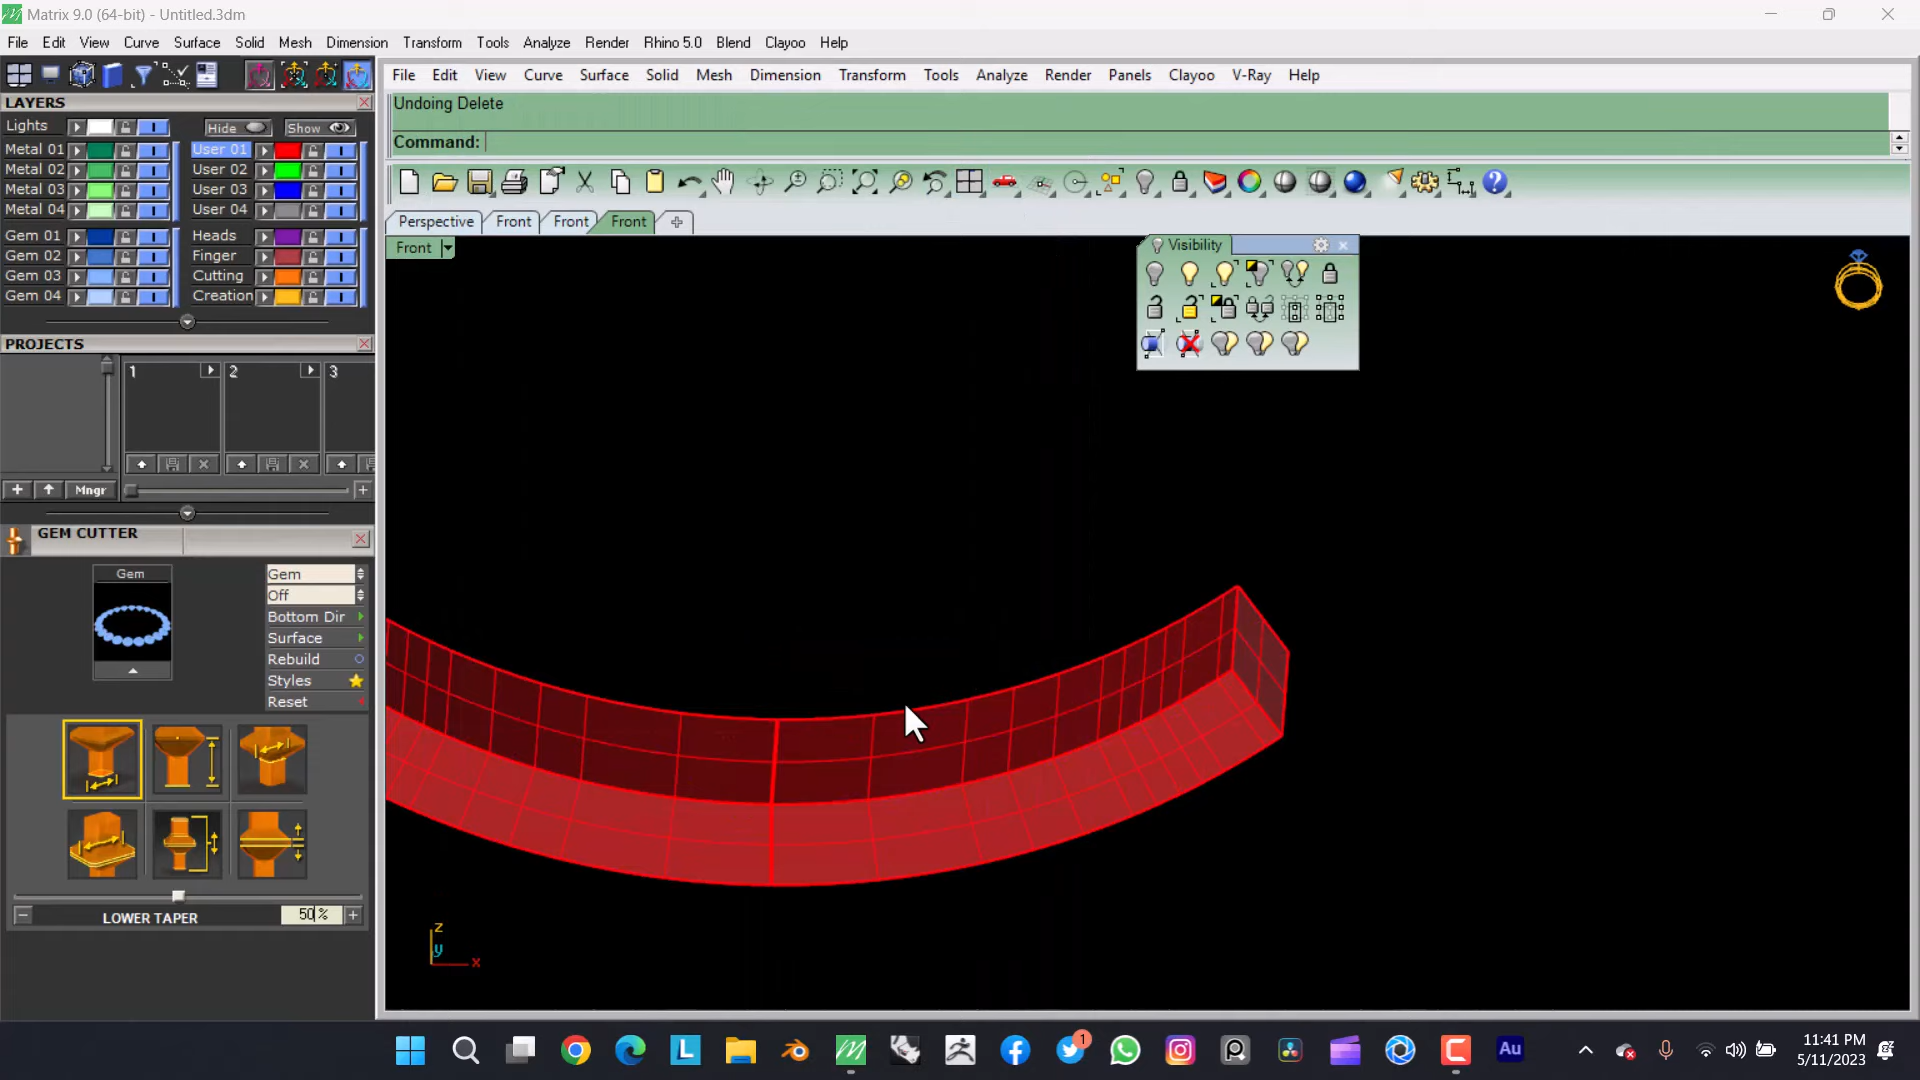 Matrix 9.0 (64-bit) - Untitled.3dm
File Edit View Curve Surface Solid Mesh Dimension Transform Tools Analyze Render Rhino 5.0 Blend Clayoo Help
File Edit View Curve Surface Solid Mesh Dimension Transform Tools Analyze Render Panels Clayoo V-Ray Help
Undoing Delete
Command:
Perspective Front Front Front
Front
Visibility
LAYERS
Lights Hide Show
Metal 01 User 01
Metal 02 User 02
Metal 03 User 03
Metal 04 User 04
Gem 01 Heads
Gem 02 Finger
Gem 03 Cutting
Gem 04 Creation
PROJECTS
1 2 3
Mngr
GEM CUTTER
Gem
Gem
Off
Bottom Dir
Surface
Rebuild
Styles
Reset
LOWER TAPER 50%
z
y
x
L
1
Au
11:41 PM
5/11/2023